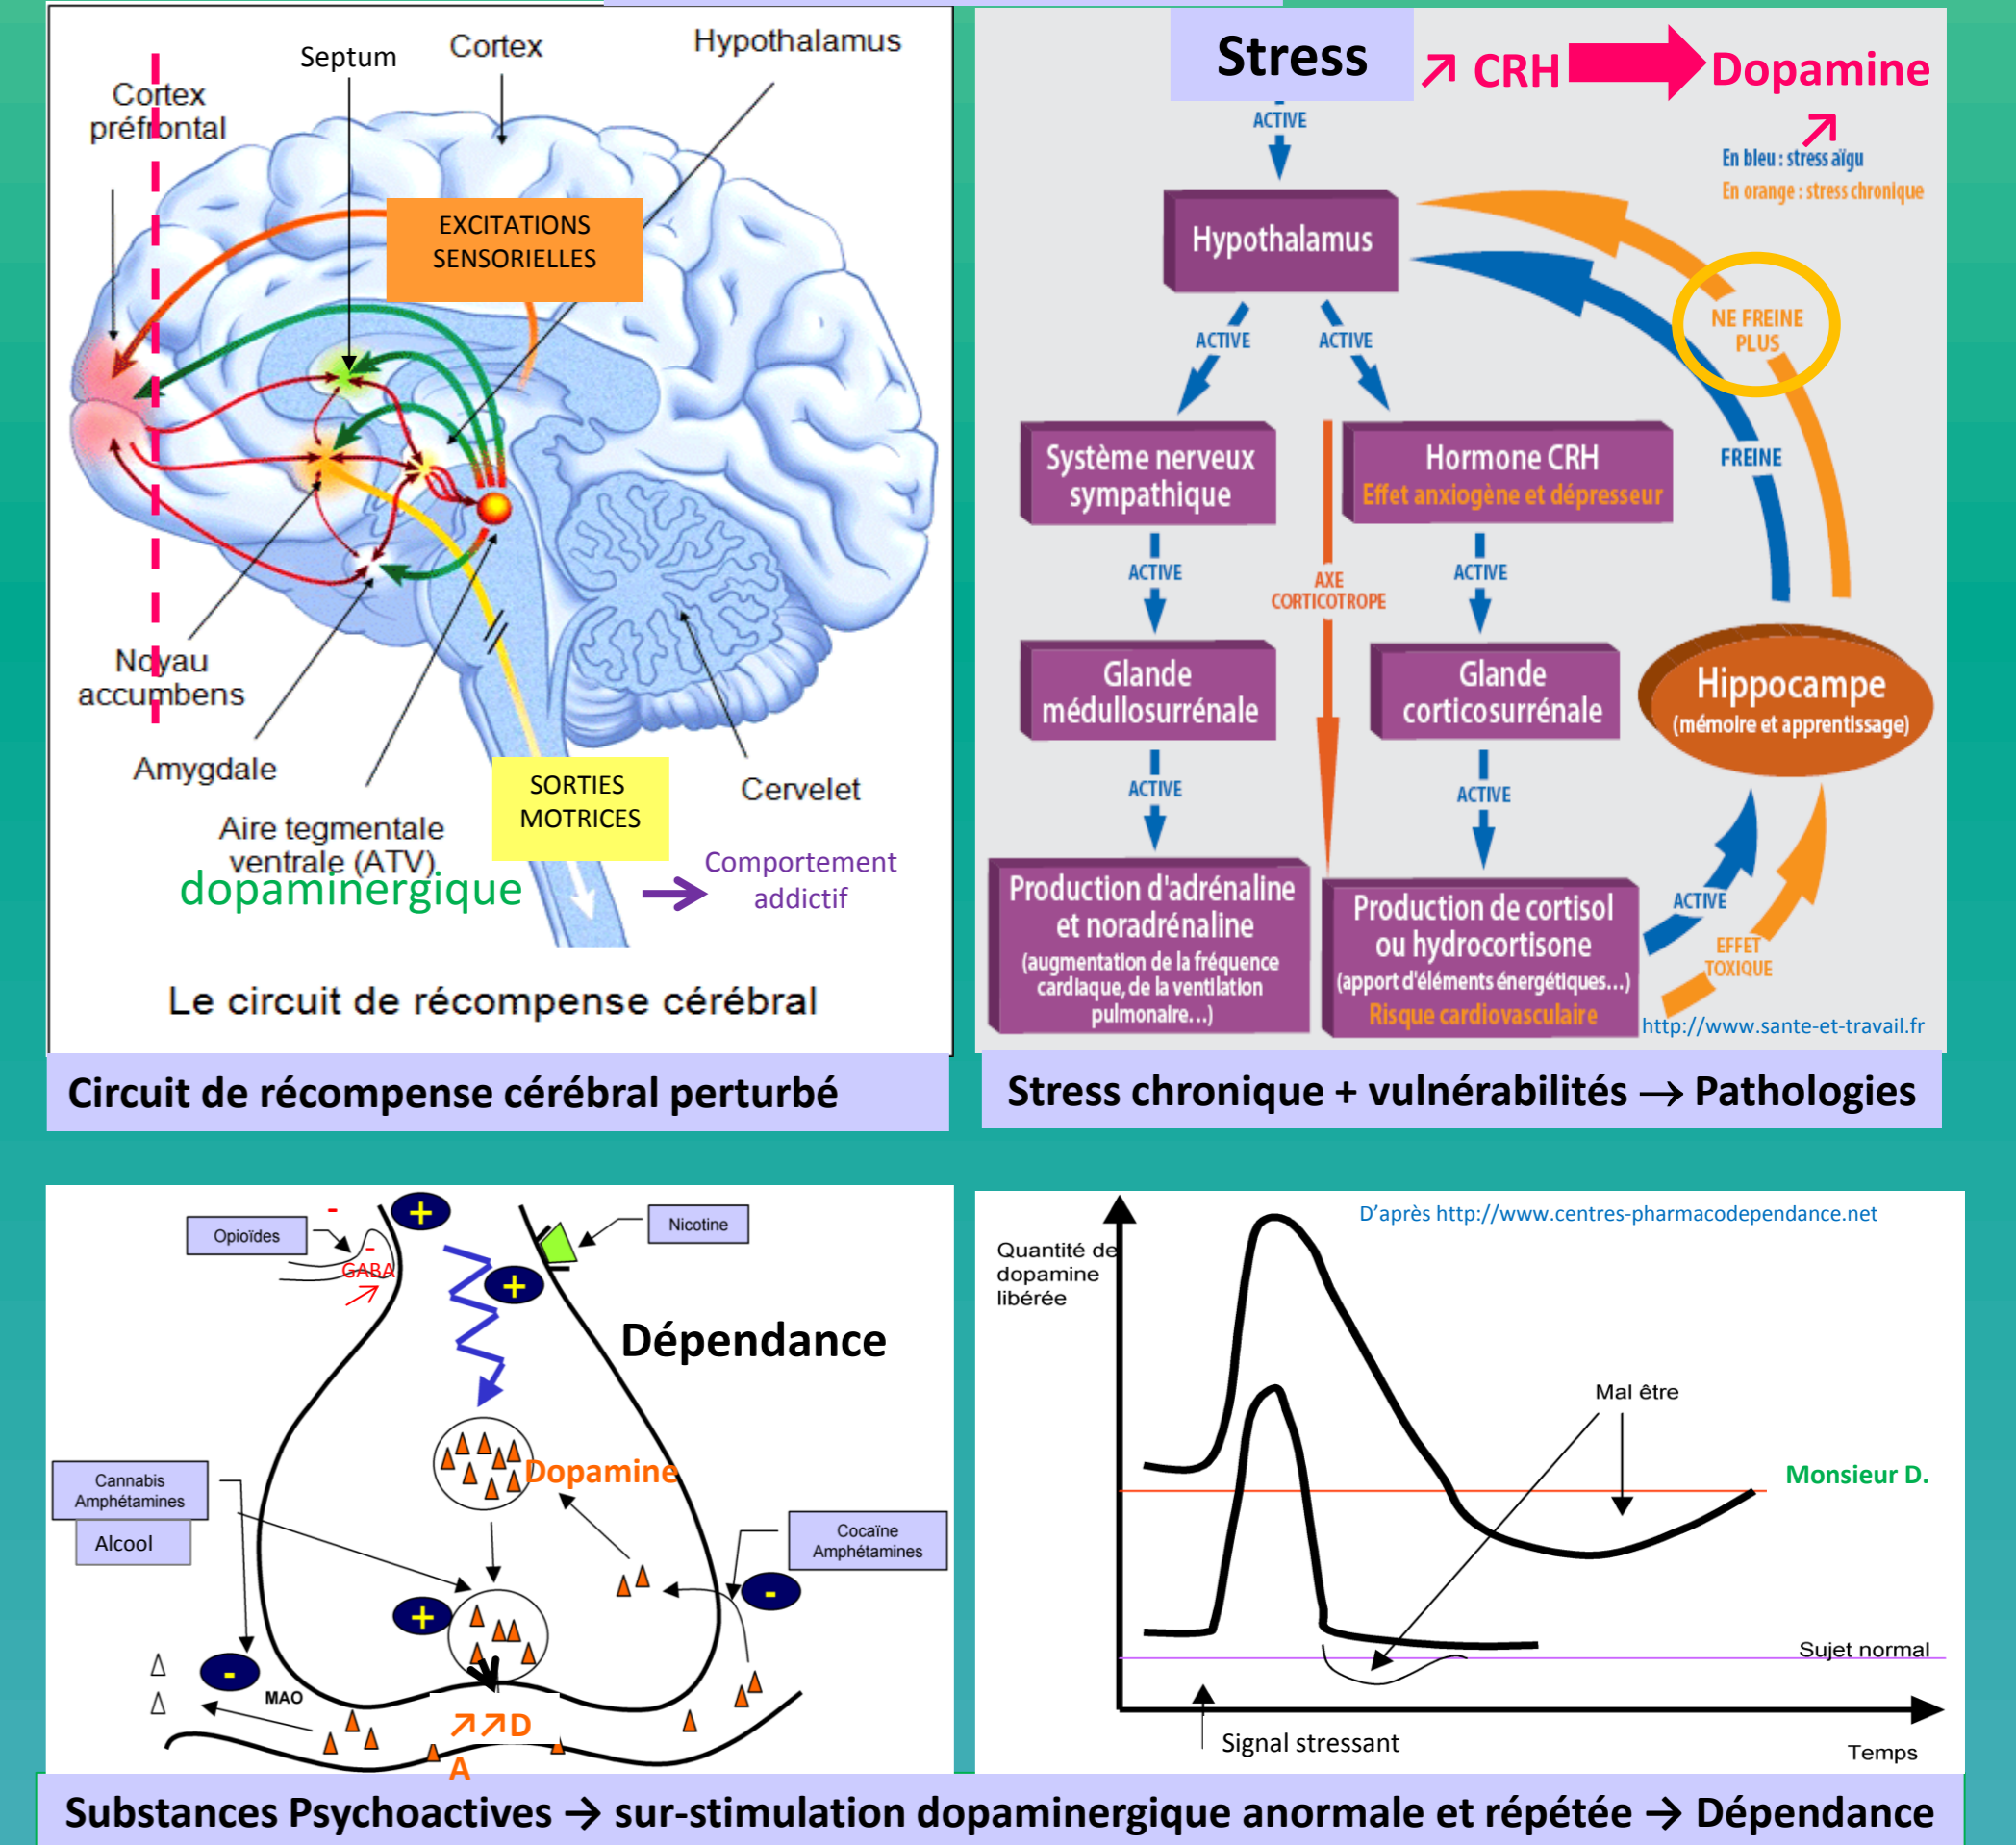 Septum
Cortex
Hypothalamus
Cortex
préfrontal
EXCITATIONS
SENSORIELLES
Noyau
accumbens
Amygdale
Aire tegmentale
ventrale (ATV)
dopaminergique
SORTIES
MOTRICES
Cervelet
Comportement
addictif
Le circuit de récompense cérébral
Circuit de récompense cérébral perturbé
Stress
↗ CRH
Dopamine
↗
ACTIVE
En bleu : stress aïgu
En orange : stress chronique
Hypothalamus
NE FREINE
PLUS
ACTIVE
ACTIVE
FREINE
Système nerveux
sympathique
Hormone CRH
Effet anxiogène et dépresseur
ACTIVE
AXE
CORTICOTROPE
ACTIVE
Glande
médullosurrénale
Glande
corticosurrénale
Hippocampe
(mémoire et apprentissage)
ACTIVE
ACTIVE
Production d'adrénaline
et noradrénaline
(augmentation de la fréquence
cardiaque, de la ventilation
pulmonaire...)
Production de cortisol
ou hydrocortisone
(apport d'éléments énergétiques...)
Risque cardiovasculaire
ACTIVE
EFFET
TOXIQUE
http://www.sante-et-travail.fr
Stress chronique + vulnérabilités → Pathologies
Opioïdes
-
-
GABA
↗
+
+
Nicotine
Dépendance
Dopamine
Cannabis
Amphétamines
Alcool
Cocaïne
Amphétamines
-
+
-
MAO
↗↗D
A
D'après http://www.centres-pharmacodependance.net
Quantité de
dopamine
libérée
Mal être
Monsieur D.
Sujet normal
Signal stressant
Temps
Substances Psychoactives → sur-stimulation dopaminergique anormale et répétée → Dépendance